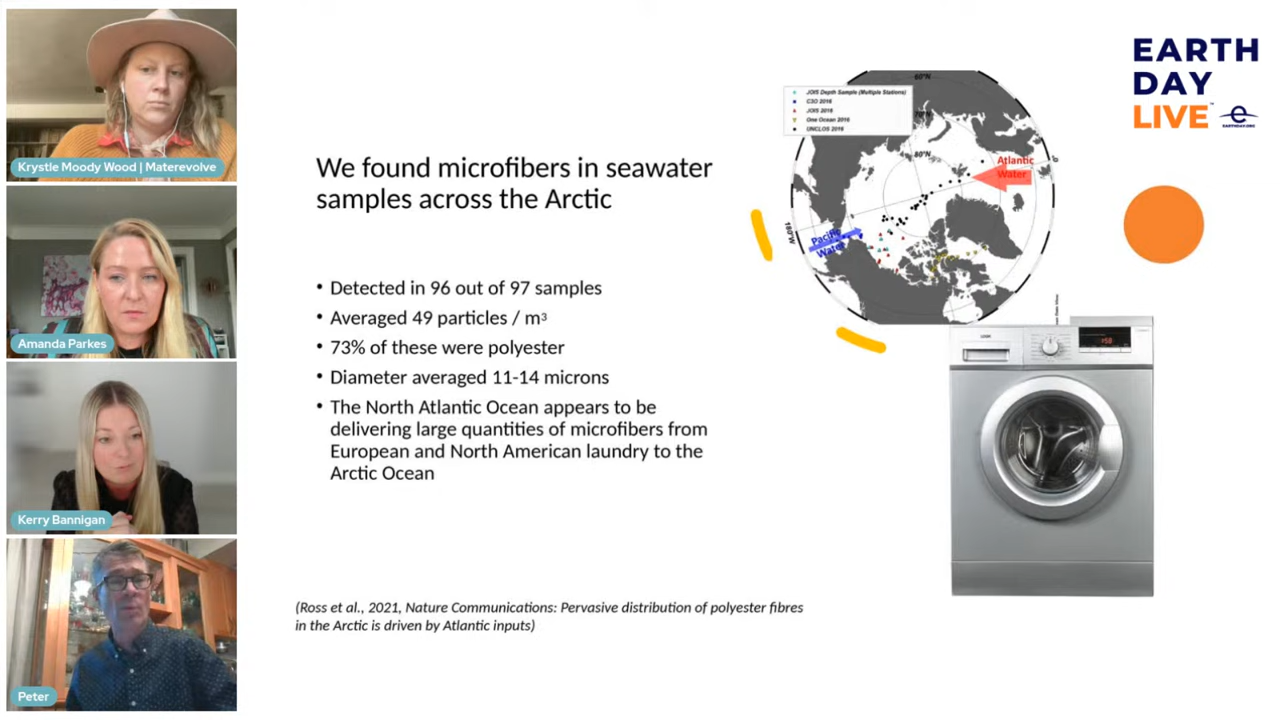 Krystle Moody Wood | Materevolve
Amanda Parkes
Kerry Bannigan
Peter
We found microfibers in seawater
samples across the Arctic
• Detected in 96 out of 97 samples
• Averaged 49 particles / m³
• 73% of these were polyester
• Diameter averaged 11-14 microns
• The North Atlantic Ocean appears to be
delivering large quantities of microfibers from
European and North American laundry to the
Arctic Ocean
(Ross et al., 2021, Nature Communications: Pervasive distribution of polyester fibres
in the Arctic is driven by Atlantic inputs)
60°N
JOIS Depth Sample (Multiple Stations)
C3O 2016
JOIS 2016
One Ocean 2016
UNCLOS 2016
80°N
Atlantic
Water
0°
180°W
Pacific
Water
158
EARTH
DAY
LIVE™
EARTHDAY.ORG